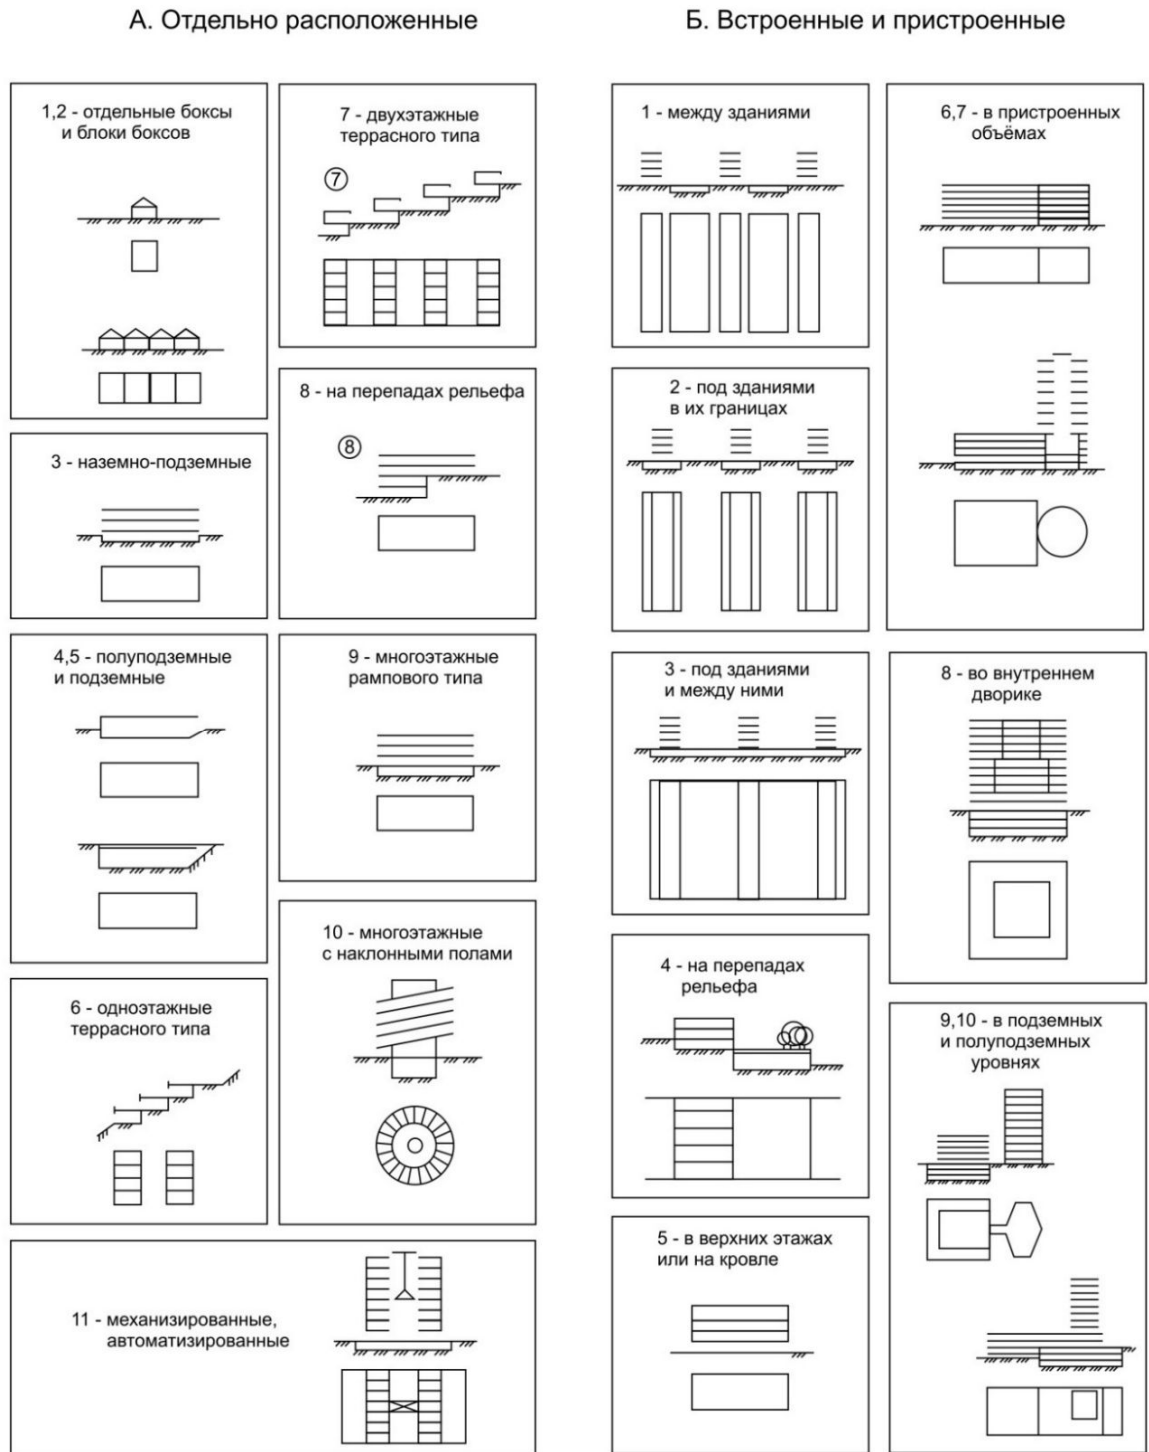 А. Отдельно расположенные
1,2 - отдельные боксы
и блоки боксов
3 - наземно-подземные
4,5 - полуподземные
и подземные
6 - одноэтажные
террасного типа
7 - двухэтажные
террасного типа
7
8 - на перепадах рельефа
8
9 - многоэтажные
рампового типа
10 - многоэтажные
с наклонными полами
11 - механизированные,
автоматизированные
Б. Встроенные и пристроенные
1 - между зданиями
2 - под зданиями
в их границах
3 - под зданиями
и между ними
4 - на перепадах
рельефа
5 - в верхних этажах
или на кровле
6,7 - в пристроенных
объёмах
8 - во внутреннем
дворике
9,10 - в подземных
и полуподземных
уровнях